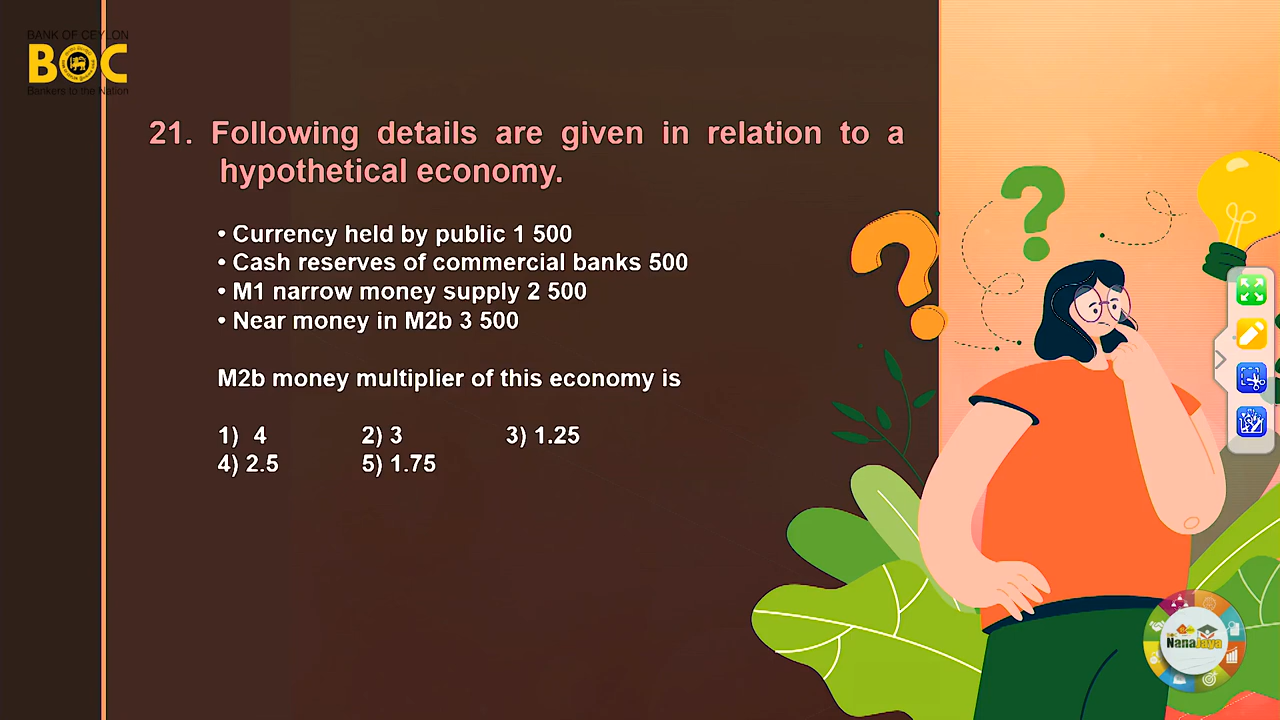 BANK OF CEYLON
BOC
Bankers to the Nation
21. Following details are given in relation to a
hypothetical economy.
• Currency held by public 1 500
• Cash reserves of commercial banks 500
• M1 narrow money supply 2 500
• Near money in M2b 3 500
M2b money multiplier of this economy is
1) 4 2) 3 3) 1.25
4) 2.5 5) 1.75
NanaJaya